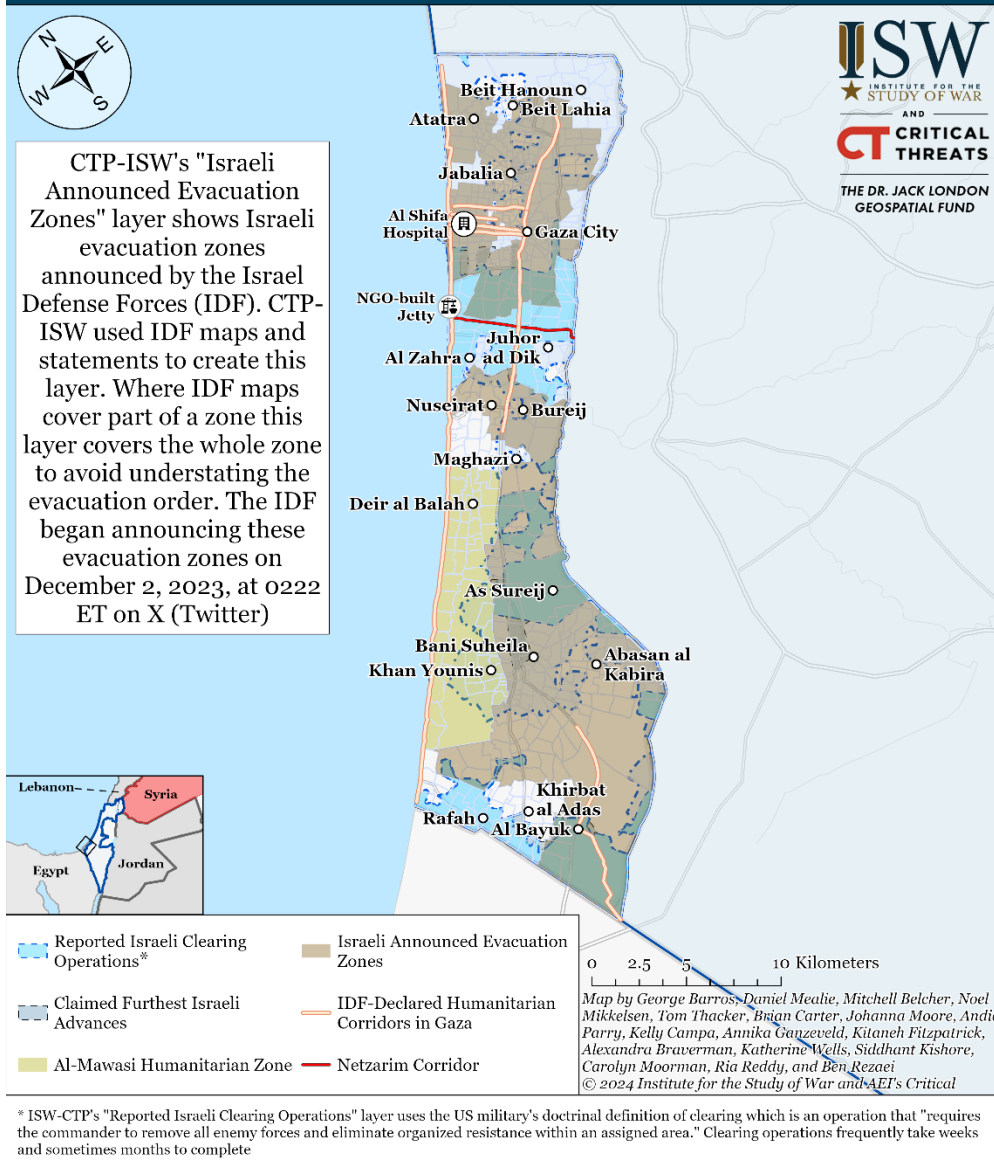 N
E
W
S
ISW
INSTITUTE FOR THE
STUDY OF WAR
AND
CT CRITICAL
THREATS
THE DR. JACK LONDON
GEOSPATIAL FUND
CTP-ISW's "Israeli
Announced Evacuation
Zones" layer shows Israeli
evacuation zones
announced by the Israel
Defense Forces (IDF). CTP-
ISW used IDF maps and
statements to create this
layer. Where IDF maps
cover part of a zone this
layer covers the whole
zone to avoid understating the
evacuation order. The IDF
began announcing these
evacuation zones on
December 2, 2023, at 0222
ET on X (Twitter)
Beit Hanoun
Beit Lahia
Atatra
Jabalia
Al Shifa
Hospital
Gaza City
NGO-built
Jetty
Juhor
ad Dik
Al Zahra
Nuseirat
Bureij
Maghazi
Deir al Balah
As Sureij
Bani Suheila
Abasan al
Kabira
Khan Younis
Khirbat
al Adas
Rafah
Al Bayuk
Lebanon
Syria
Egypt
Jordan
Reported Israeli Clearing
Operations*
Claimed Furthest Israeli
Advances
Al-Mawasi Humanitarian Zone
Israeli Announced Evacuation
Zones
IDF-Declared Humanitarian
Corridors in Gaza
Netzarim Corridor
0 2.5 5 10 Kilometers
Map by George Barros, Daniel Mealie, Mitchell Belcher, Noel
Mikkelsen, Tom Thacker, Brian Carter, Johanna Moore, Andie
Parry, Kelly Campa, Annika Ganzeveld, Kitaneh Fitzpatrick,
Alexandra Braverman, Katherine Wells, Siddhant Kishore,
Carolyn Moorman, Ria Reddy, and Ben Rezaei
© 2024 Institute for the Study of War and AEI's Critical
* ISW-CTP's "Reported Israeli Clearing Operations" layer uses the US military's doctrinal definition of clearing which is an operation that "requires
the commander to remove all enemy forces and eliminate organized resistance within an assigned area." Clearing operations frequently take weeks
and sometimes months to complete